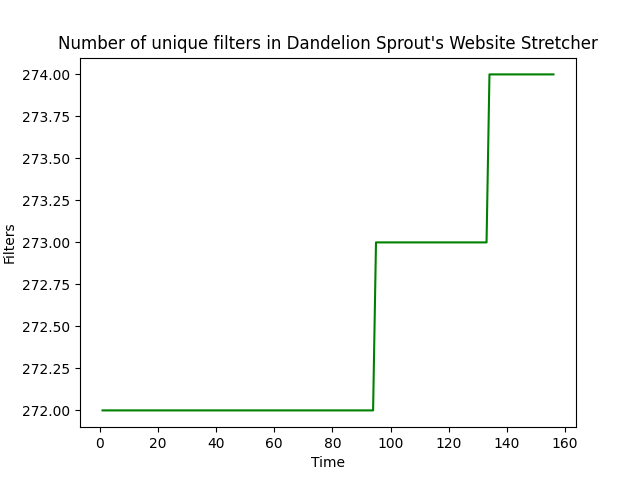 Number of unique filters in Dandelion Sprout's Website Stretcher
274.00
273.75
273.50
273.25
273.00
272.75
272.50
272.25
272.00
Filters
0 20 40 60 80 100 120 140 160
Time